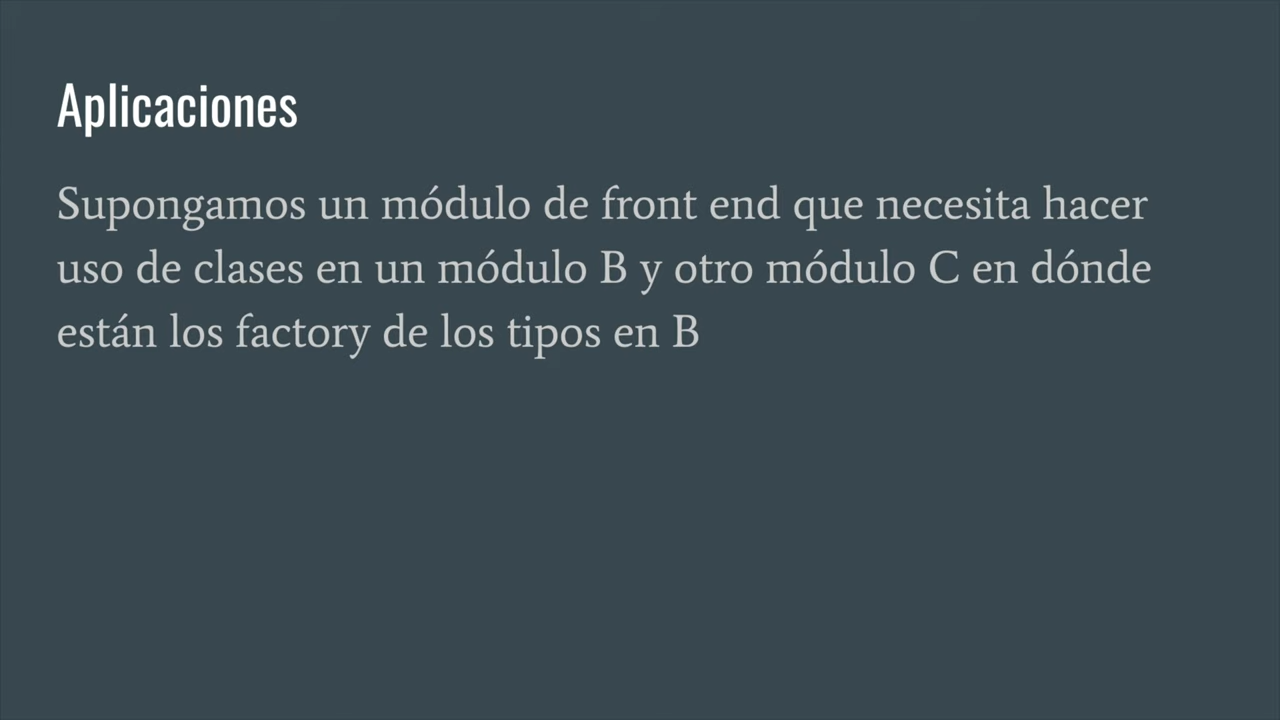 Aplicaciones
Supongamos un módulo de front end que necesita hacer
uso de clases en un módulo B y otro módulo C en dónde
están los factory de los tipos en B